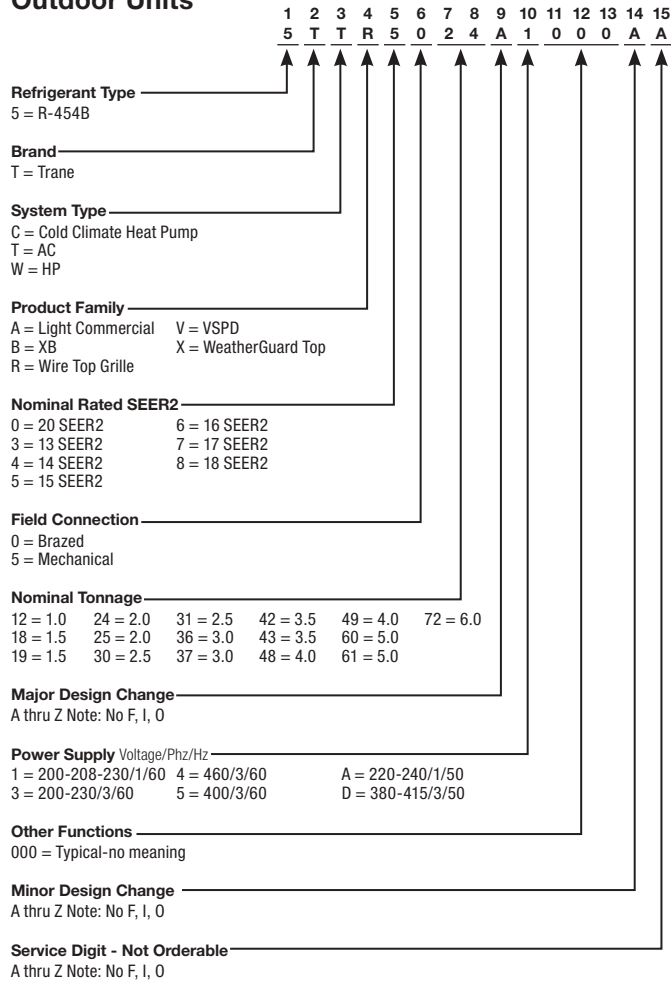 Outdoor Units
1 2 3 4 5 6 7 8 9 10 11 12 13 14 15
5 T T R 5 0 2 4 A 1 0 0 0 A A
Refrigerant Type
5 = R-454B
Brand
T = Trane
System Type
C = Cold Climate Heat Pump
T = AC
W = HP
Product Family
A = Light Commercial V = VSPD
B = XB X = WeatherGuard Top
R = Wire Top Grille
Nominal Rated SEER2
0 = 20 SEER2 6 = 16 SEER2
3 = 13 SEER2 7 = 17 SEER2
4 = 14 SEER2 8 = 18 SEER2
5 = 15 SEER2
Field Connection
0 = Brazed
5 = Mechanical
Nominal Tonnage
12 = 1.0 24 = 2.0 31 = 2.5 42 = 3.5 49 = 4.0 72 = 6.0
18 = 1.5 25 = 2.0 36 = 3.0 43 = 3.5 60 = 5.0
19 = 1.5 30 = 2.5 37 = 3.0 48 = 4.0 61 = 5.0
Major Design Change
A thru Z Note: No F, I, O
Power Supply Voltage/Phz/Hz
1 = 200-208-230/1/60 4 = 460/3/60 A = 220-240/1/50
3 = 200-230/3/60 5 = 400/3/60 D = 380-415/3/50
Other Functions
000 = Typical-no meaning
Minor Design Change
A thru Z Note: No F, I, O
Service Digit - Not Orderable
A thru Z Note: No F, I, O